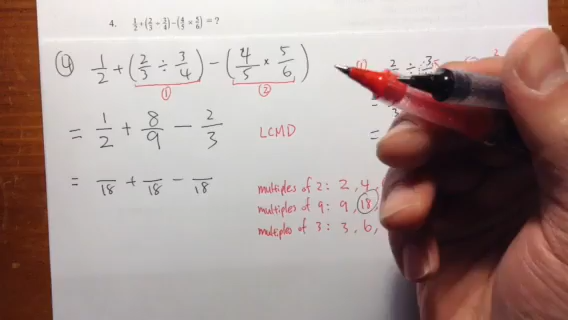 4. 1/2+(2/3÷3/4)−(4/5×5/6)=?
④ 1/2 + (2/3 ÷ 3/4) − (4/5 × 5/6)
① ②
= 1/2 + 8/9 − 2/3
LCMD
= /18 + /18 − /18
multiples of 2: 2, 4,
multiples of 9: 9, 18,
multiples of 3: 3, 6,